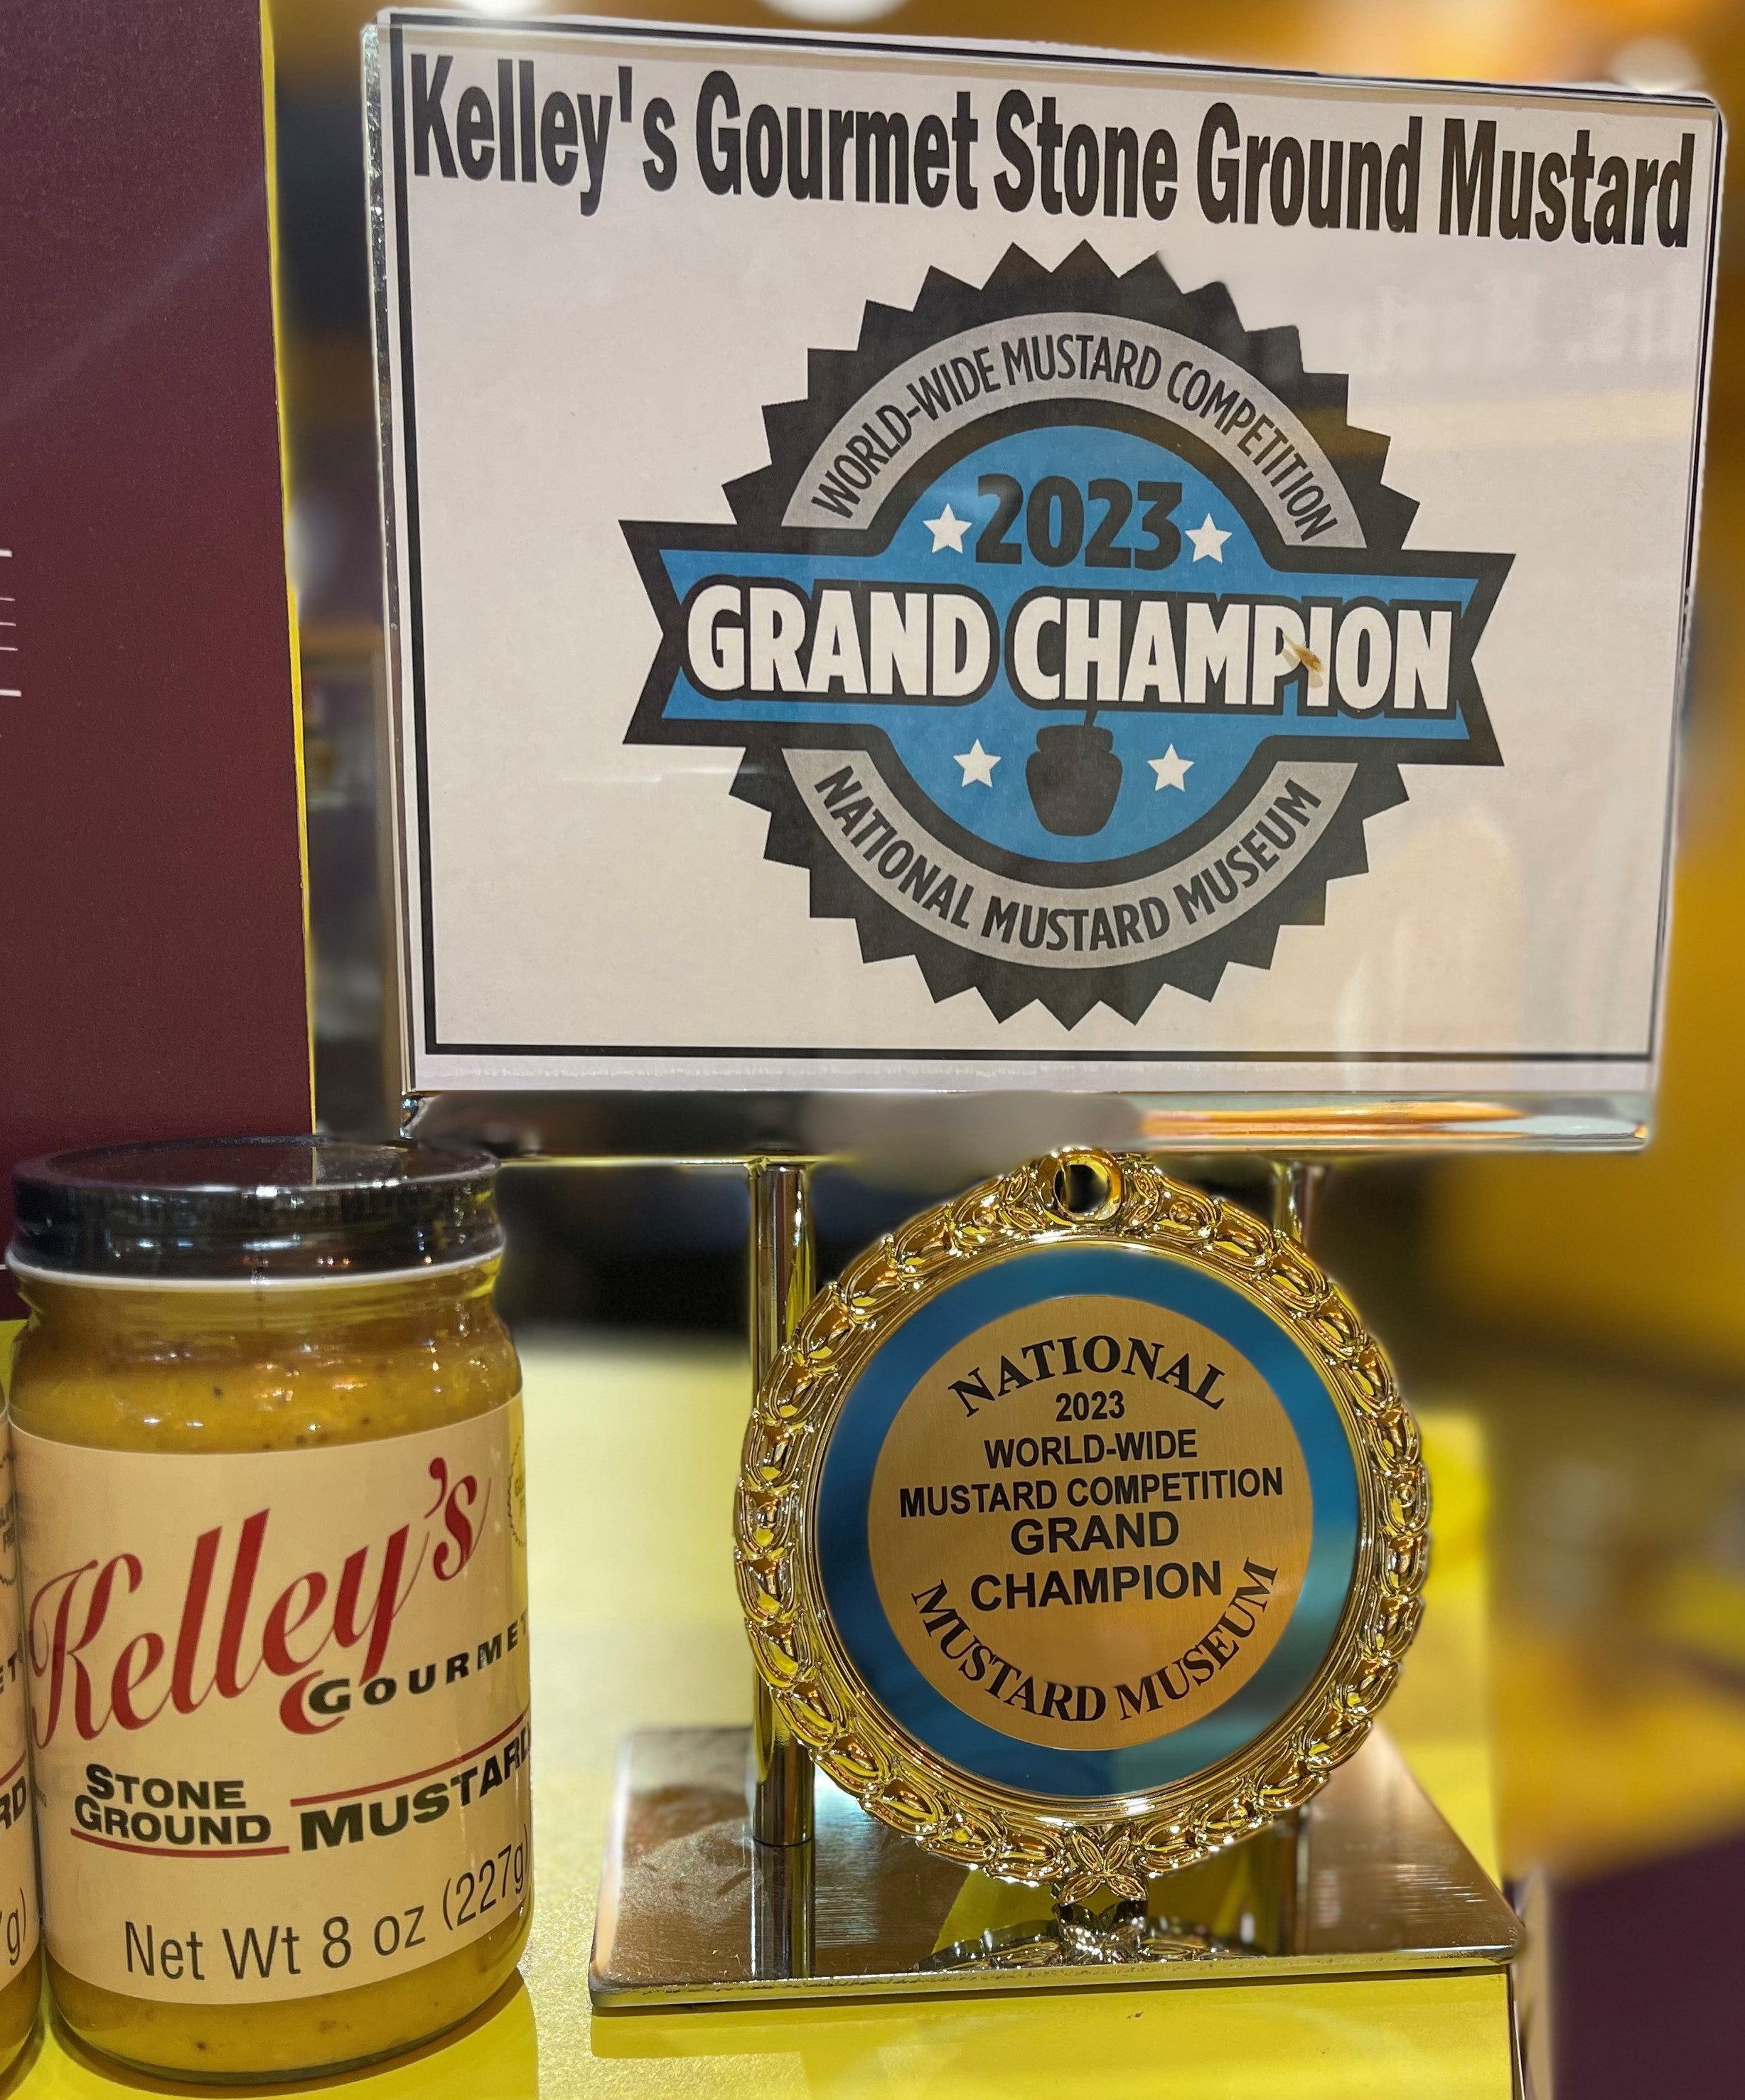 Kelley's Gourmet Stone Ground Mustard
WORLD-WIDE MUSTARD COMPETITION
2023
GRAND CHAMPION
NATIONAL MUSTARD MUSEUM
NATIONAL
2023
WORLD-WIDE
MUSTARD COMPETITION
GRAND
CHAMPION
MUSTARD MUSEUM
Kelley's
GOURMET
STONE
GROUND MUSTARD
Net Wt 8 oz (227g)